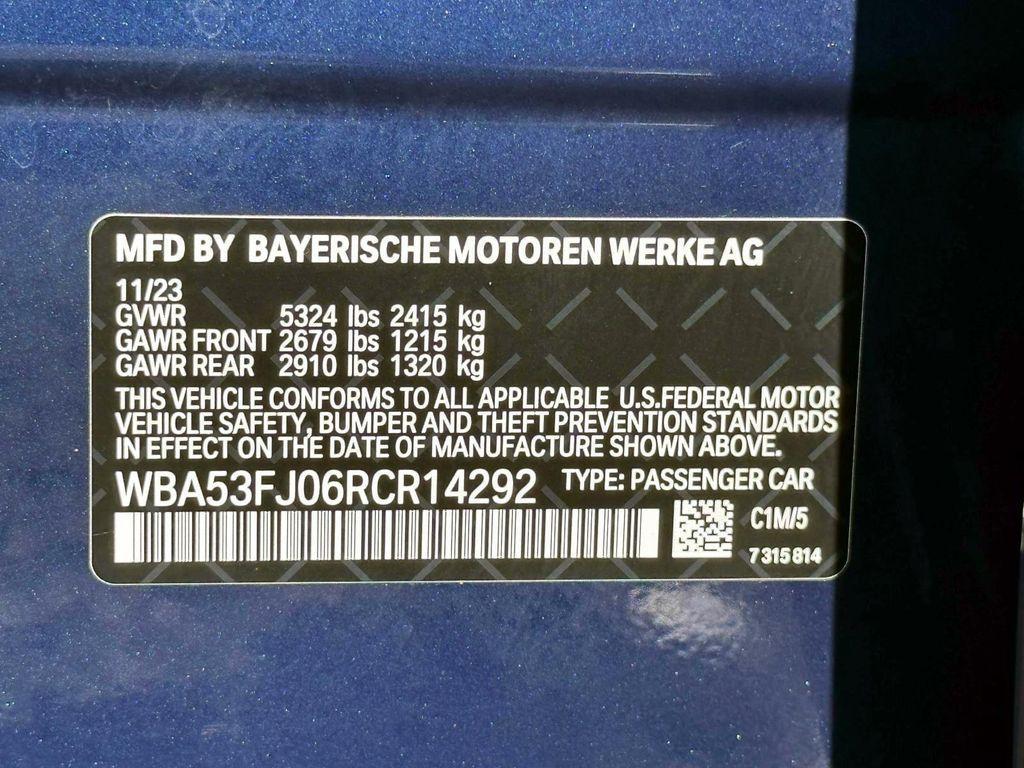 MFD BY BAYERISCHE MOTOREN WERKE AG
11/23
GVWR 5324 lbs 2415 kg
GAWR FRONT 2679 lbs 1215 kg
GAWR REAR 2910 lbs 1320 kg
THIS VEHICLE CONFORMS TO ALL APPLICABLE U.S.FEDERAL MOTOR
VEHICLE SAFETY, BUMPER AND THEFT PREVENTION STANDARDS
IN EFFECT ON THE DATE OF MANUFACTURE SHOWN ABOVE.
WBA53FJ06RCR14292 TYPE: PASSENGER CAR
C1M/5
7 315 814